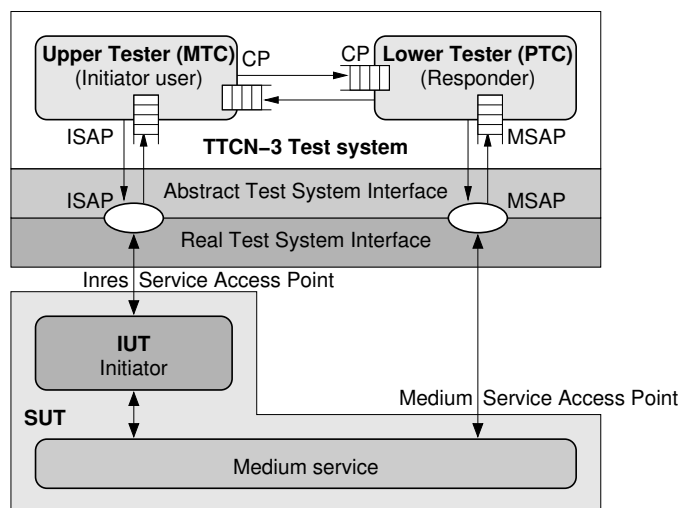 Upper Tester (MTC)
(Initiator user)
CP
CP
Lower Tester (PTC)
(Responder)
ISAP
MSAP
TTCN−3 Test system
ISAP
Abstract Test System Interface
MSAP
Real Test System Interface
Inres Service Access Point
IUT
Initiator
Medium Service Access Point
SUT
Medium service